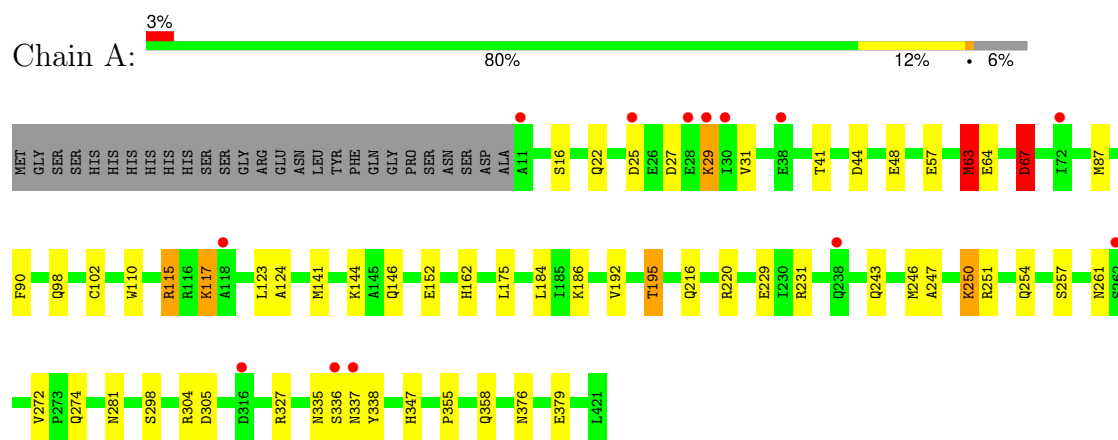 3%
Chain A:
80% 12% • 6%
MET GLY SER SER HIS HIS HIS HIS HIS HIS SER SER GLY ARG GLU ASN LEU TYR PHE GLN GLY PRO SER ASN SER ASP ALA A11 S16 Q22 D25 E26 D27 E28 K29 I30 V31 E38 T41 D44 E48 E57 M63 E64 D67 I72 M87
F90 Q98 C102 W110 R115 R116 K117 A118 L123 A124 M141 K144 A145 Q146 E152 H162 L175 L184 I185 K186 V192 T195 Q216 R220 E229 I230 R231 Q238 Q243 M246 A247 K250 R251 Q254 S257 N261 S262
V272 P273 Q274 N281 S298 R304 D305 D316 R327 N335 S336 N337 Y338 H347 P355 Q358 N376 E379 L421